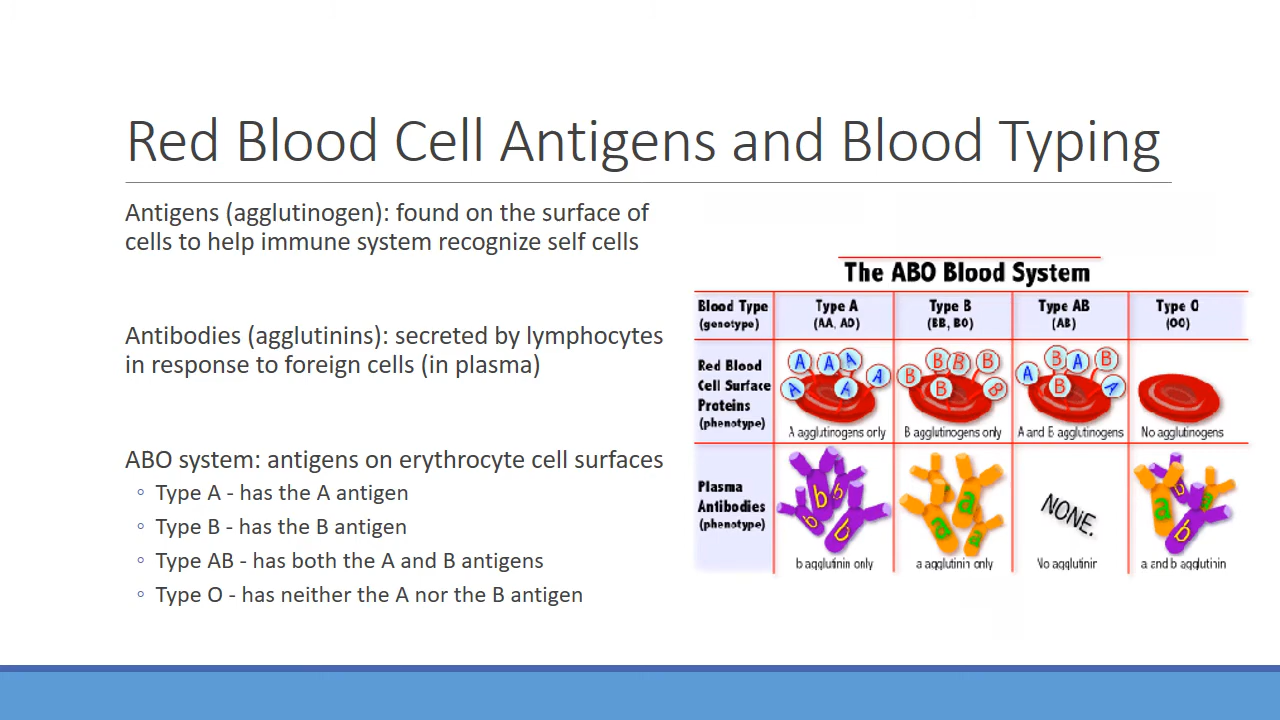 Red Blood Cell Antigens and Blood Typing
Antigens (agglutinogen): found on the surface of
cells to help immune system recognize self cells
Antibodies (agglutinins): secreted by lymphocytes
in response to foreign cells (in plasma)
ABO system: antigens on erythrocyte cell surfaces
◦ Type A - has the A antigen
◦ Type B - has the B antigen
◦ Type AB - has both the A and B antigens
◦ Type O - has neither the A nor the B antigen
The ABO Blood System
Blood Type
(genotype)
Type A
(AA, AO)
Type B
(BB, BO)
Type AB
(AB)
Type O
(OO)
Red Blood
Cell Surface
Proteins
(phenotype)
A A A A A A
A agglutinogens only
B B B B B B
B agglutinogens only
A B A B B A
A and B agglutinogens
No agglutinogens
Plasma
Antibodies
(phenotype)
b b b b
b agglutinin only
a a a
a agglutinin only
NONE.
No agglutinin
a b b a
a and b agglutinin